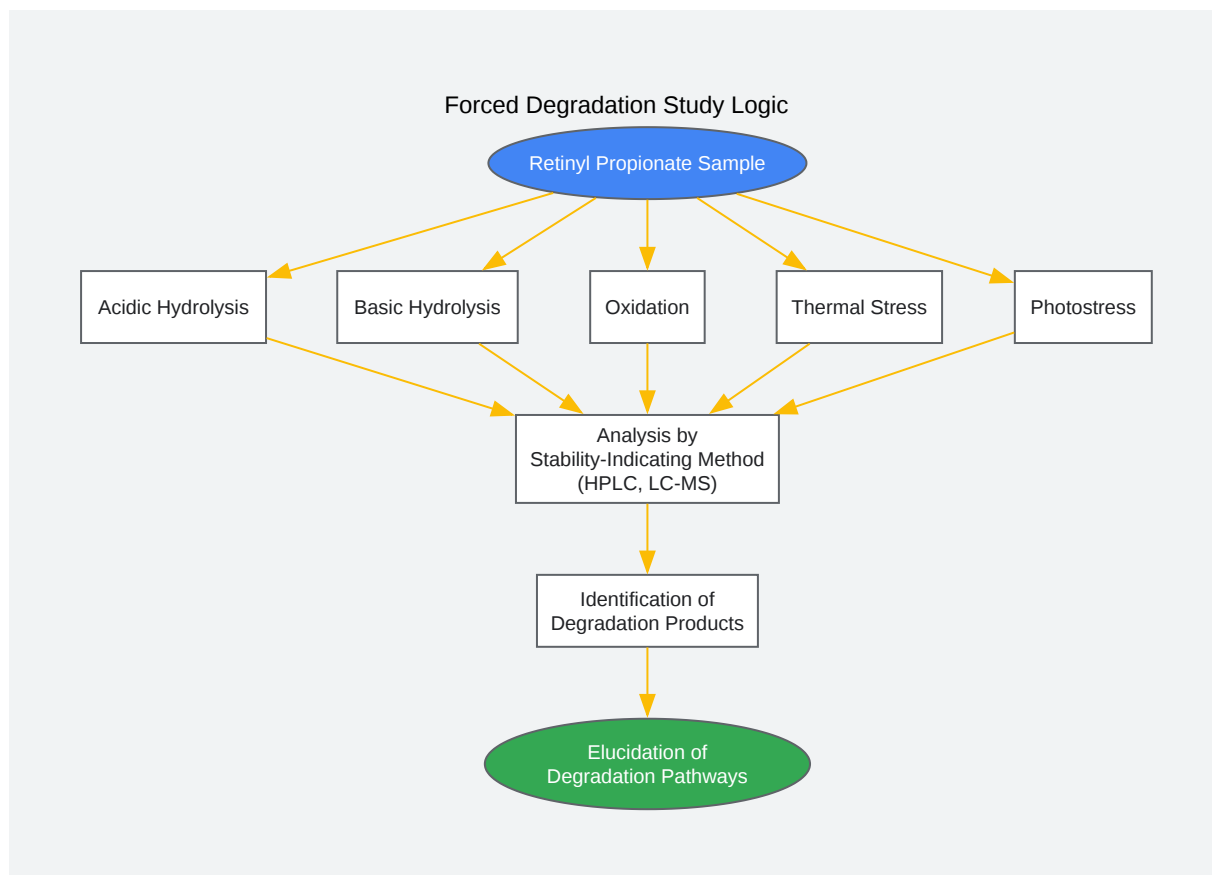 Forced Degradation Study Logic
Retinyl Propionate Sample
Acidic Hydrolysis
Basic Hydrolysis
Oxidation
Thermal Stress
Photostress
Analysis by
Stability-Indicating Method
(HPLC, LC-MS)
Identification of
Degradation Products
Elucidation of
Degradation Pathways